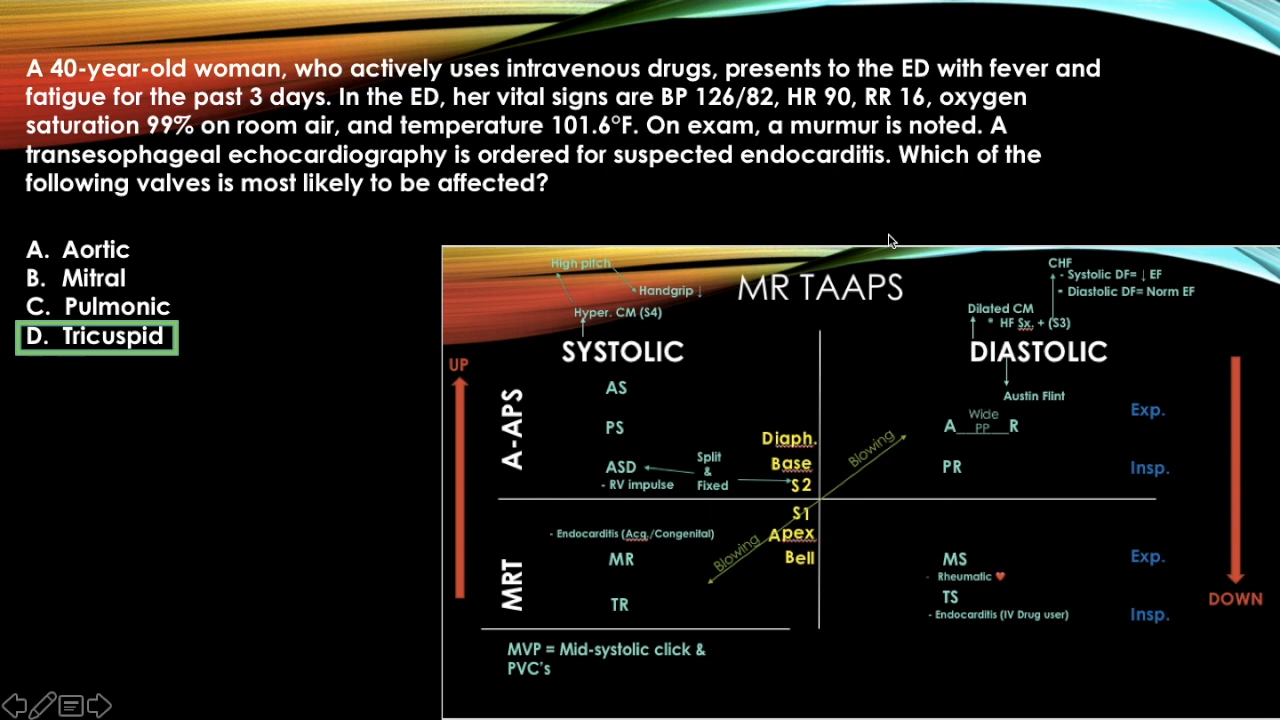 A 40-year-old woman, who actively uses intravenous drugs, presents to the ED with fever and
fatigue for the past 3 days. In the ED, her vital signs are BP 126/82, HR 90, RR 16, oxygen
saturation 99% on room air, and temperature 101.6°F. On exam, a murmur is noted. A
transesophageal echocardiography is ordered for suspected endocarditis. Which of the
following valves is most likely to be affected?
A. Aortic
B. Mitral
C. Pulmonic
D. Tricuspid
MR TAAPS
High pitch
Handgrip ↓
Hyper. CM (S4)
CHF
- Systolic DF= ↓ EF
- Diastolic DF= Norm EF
Dilated CM
* HF Sx. + (S3)
SYSTOLIC
DIASTOLIC
UP
A-APS
AS
PS
ASD
- RV impulse
Split
&
Fixed
Diaph.
Base
S2
Blowing
Austin Flint
A__Wide PP__R
PR
Exp.
Insp.
MRT
- Endocarditis (Acq./Congenital)
MR
TR
S1
Apex
Bell
Blowing
MS
- Rheumatic ♥
TS
- Endocarditis (IV Drug user)
Exp.
Insp.
DOWN
MVP = Mid-systolic click &
PVC's